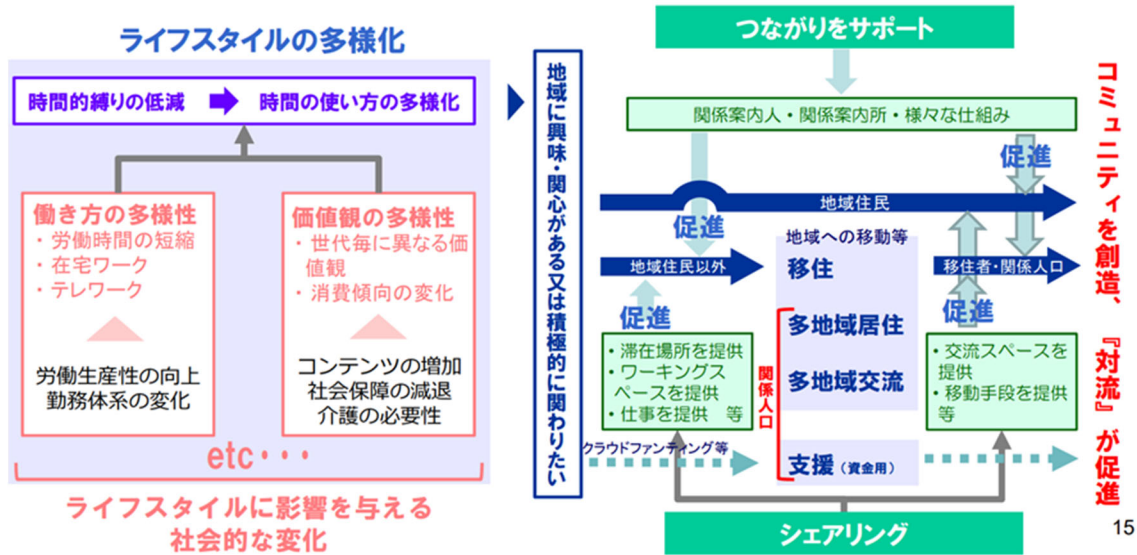 ライフスタイルの多様化
時間的縛りの低減
時間の使い方の多様化
働き方の多様性
・労働時間の短縮
・在宅ワーク
・テレワーク
労働生産性の向上
勤務体系の変化
価値観の多様性
・世代毎に異なる価
値観
・消費傾向の変化
コンテンツの増加
社会保障の減退
介護の必要性
etc・・・
ライフスタイルに影響を与える
社会的な変化
地域に興味・関心がある又は積極的に関わりたい
つながりをサポート
関係案内人・関係案内所・様々な仕組み
促進
地域住民
促進
地域住民以外
地域への移動等
移住
移住者・関係人口
促進
促進
・滞在場所を提供
・ワーキングス
ペースを提供
・仕事を提供 等
関係人口
多地域居住
多地域交流
・交流スペースを
提供
・移動手段を提供
等
クラウドファンティング等
支援（資金用）
シェアリング
コミュニティを創造、『対流』が促進
15